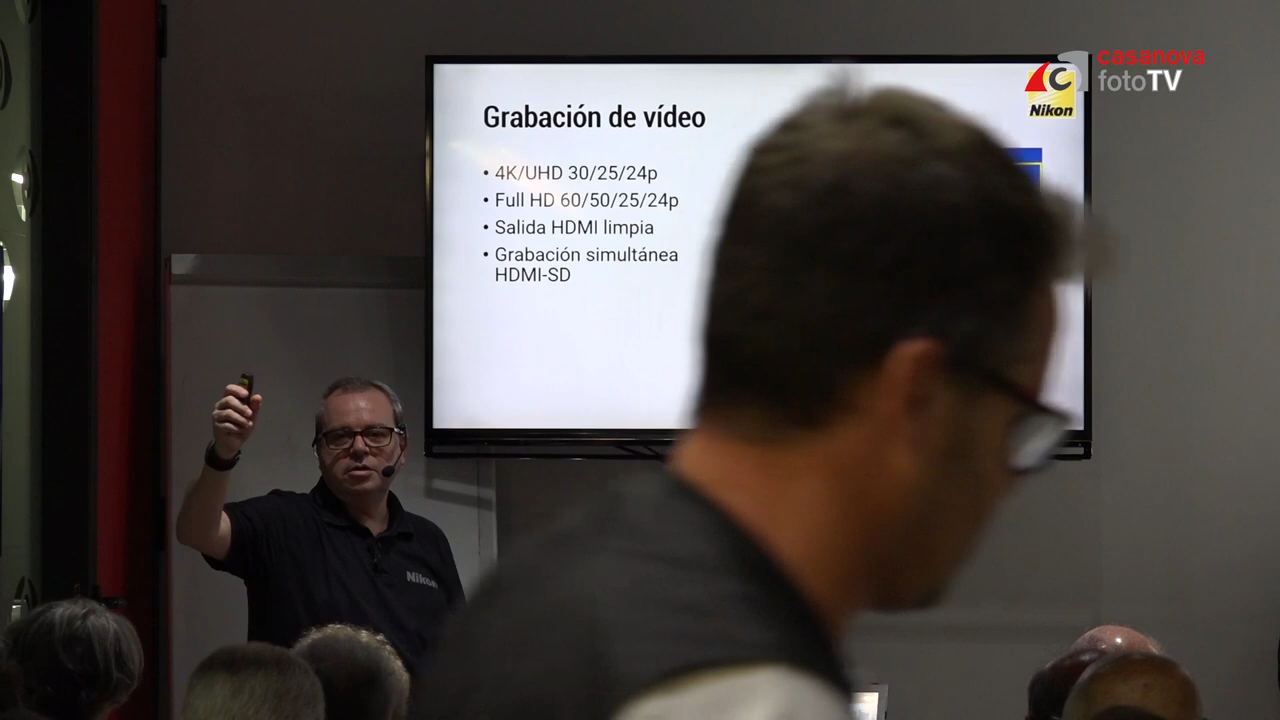 casanova
fotoTV
C
Nikon
Grabación de vídeo
• 4K/UHD 30/25/24p
• Full HD 60/50/25/24p
• Salida HDMI limpia
• Grabación simultánea
HDMI-SD
Nikon